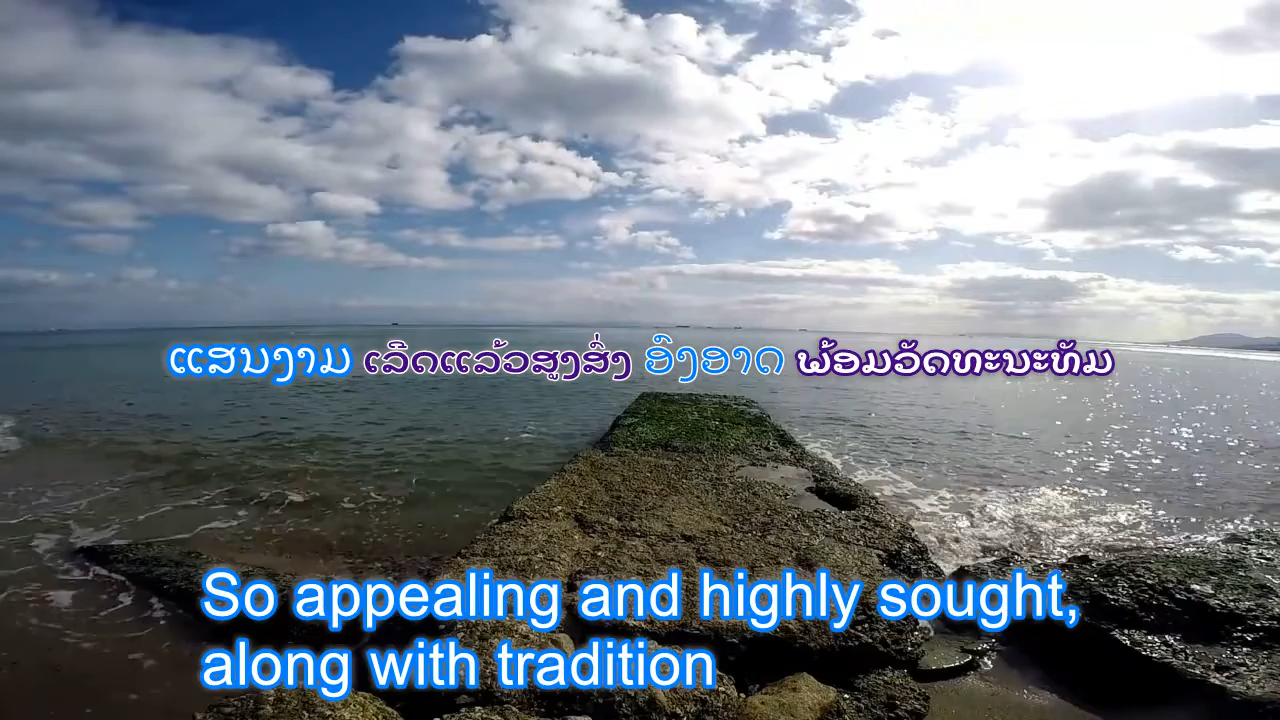 ແສນງາມ ເລີດແລ້ວສູງສົ່ງ ອົງອາດ ພ້ອມວັດທະນະທັມ
So appealing and highly sought,
along with tradition